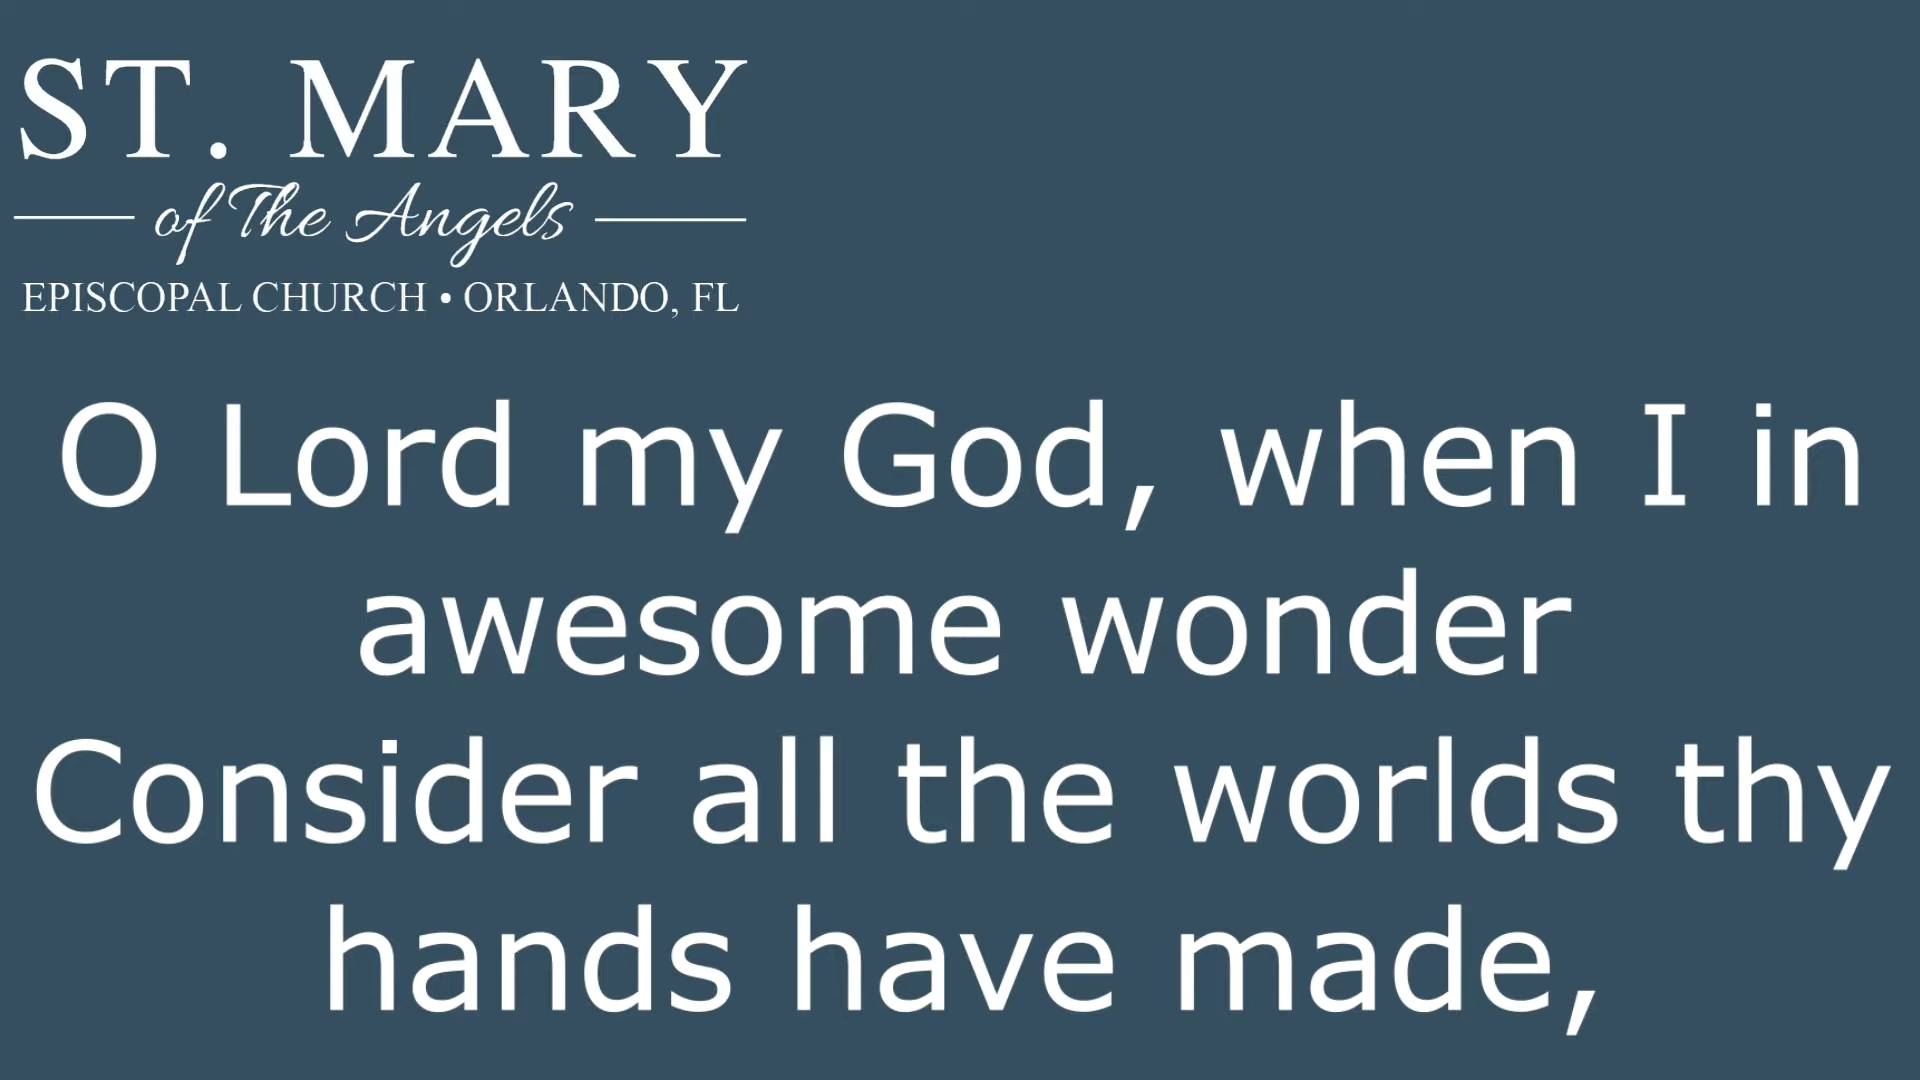 ST. MARY
of The Angels
EPISCOPAL CHURCH • ORLANDO, FL
O Lord my God, when I in
awesome wonder
Consider all the worlds thy
hands have made,